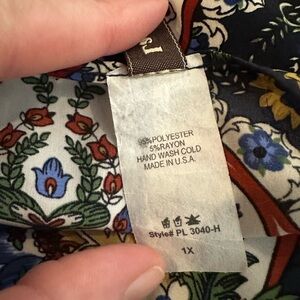 95%POLYESTER
5%RAYON
HAND WASH COLD
MADE IN U.S.A.
Style# PL 3040-H
1X